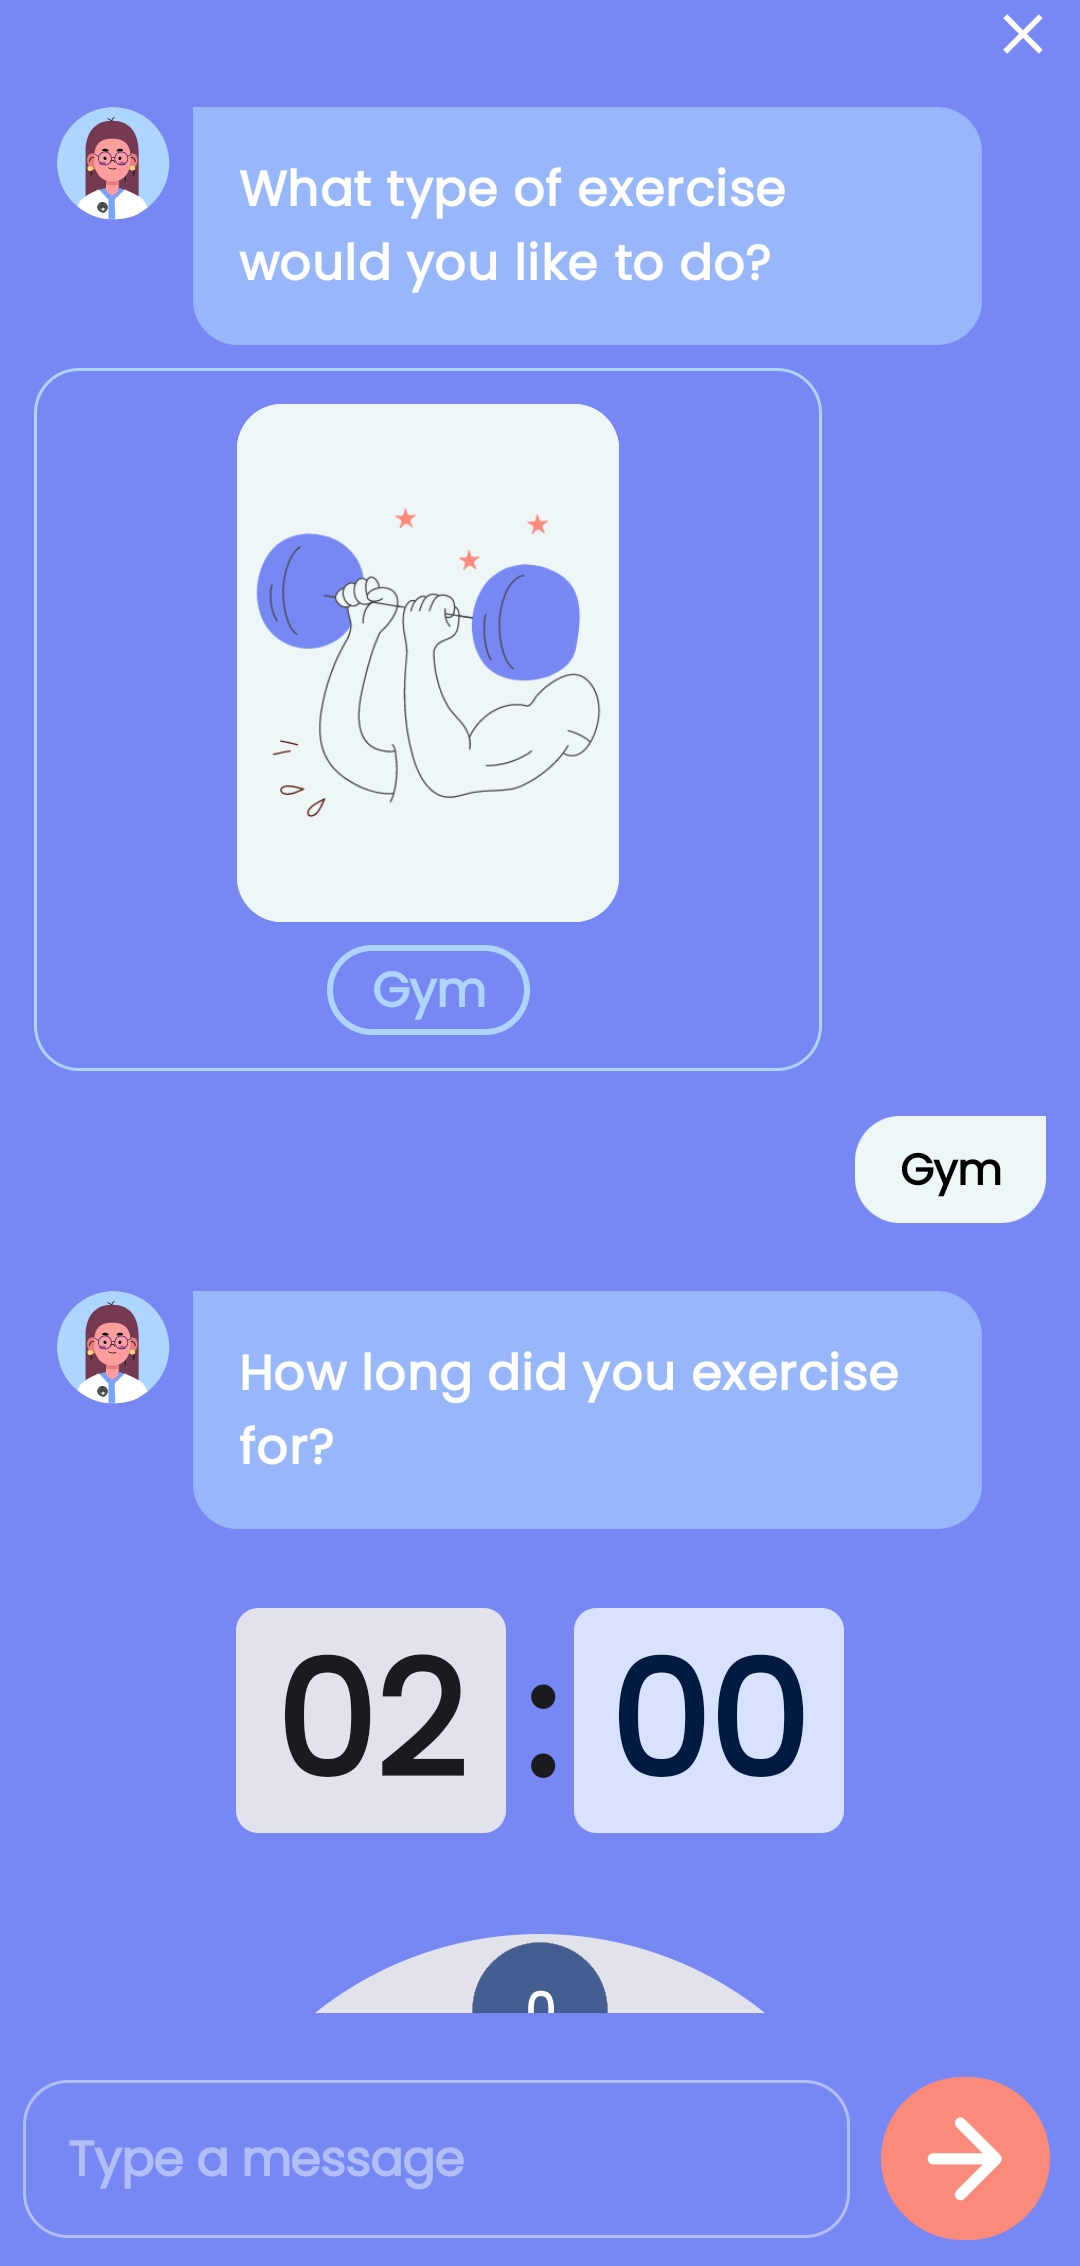 What type of exercise
would you like to do?
Gym
Gym
How long did you exercise
for?
02 : 00
0
Type a message